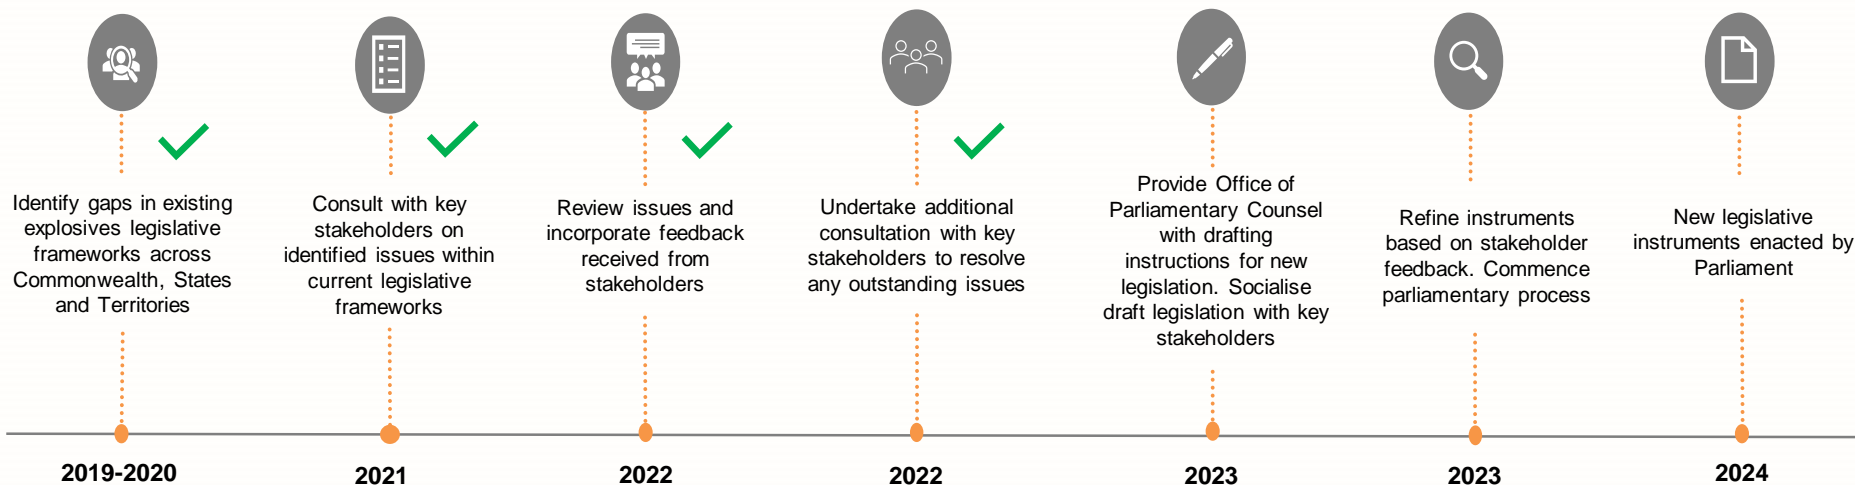 Identify gaps in existing
explosives legislative
frameworks across
Commonwealth, States
and Territories
2019-2020
Consult with key
stakeholders on
identified issues within
current legislative
frameworks
2021
Review issues and
incorporate feedback
received from
stakeholders
2022
Undertake additional
consultation with key
stakeholders to resolve
any outstanding issues
2022
Provide Office of
Parliamentary Counsel
with drafting
instructions for new
legislation. Socialise
draft legislation with key
stakeholders
2023
Refine instruments
based on stakeholder
feedback. Commence
parliamentary process
2023
New legislative
instruments enacted by
Parliament
2024